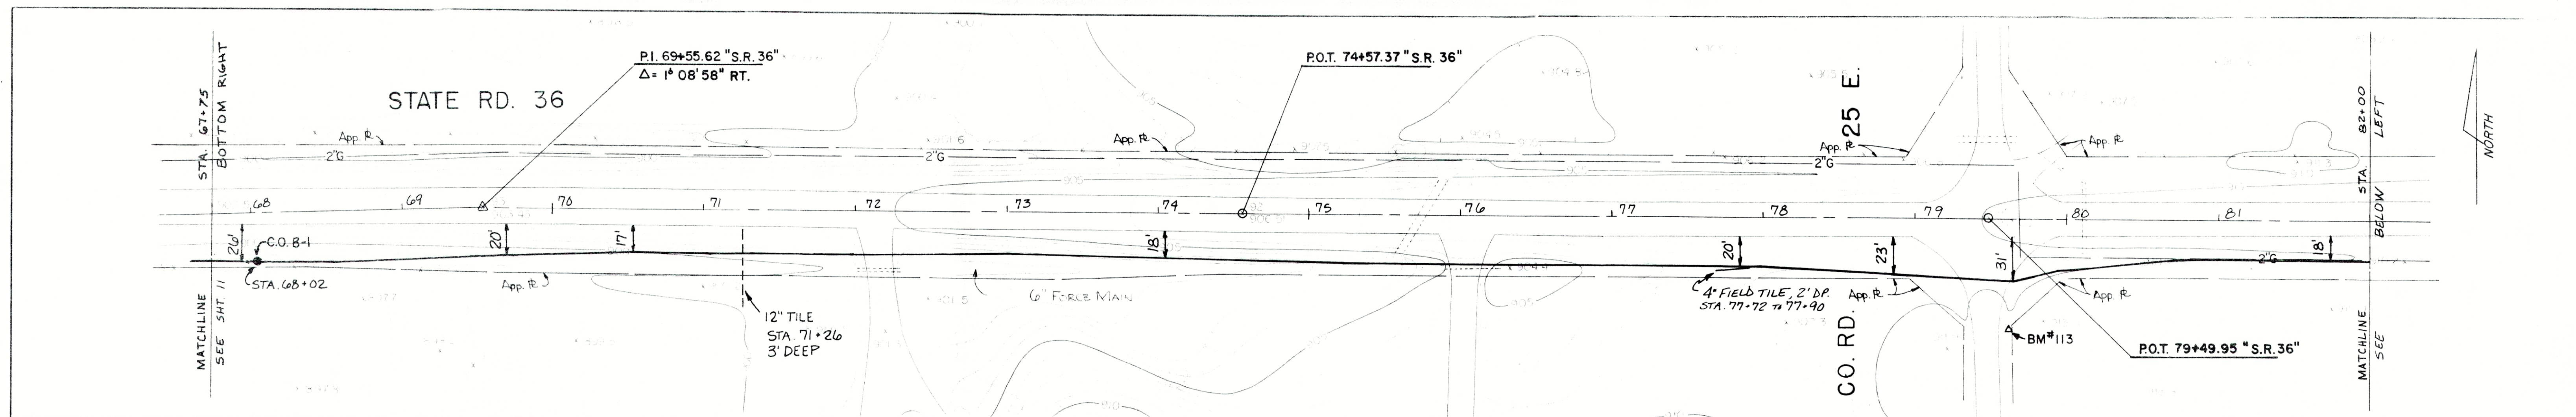 STA. 67+75
BOTTOM RIGHT
MATCHLINE
SEE SHT 11
STATE RD. 36
P.I. 69+55.62 "S.R. 36"
Δ= 1° 08' 58" RT.
P.O.T. 74+57.37 "S.R. 36"
CO. RD. 25 E.
STA. 82+00
BELOW LEFT
MATCHLINE
SEE
NORTH
App. ⅊
App. ⅊
App. ⅊
App. ⅊
2"G
2"G
2"G
905
68
69
70
71
72
73
74
75
76
77
78
79
80
81
26'
20'
17'
18'
20'
23'
31'
18'
2"G
C.O. B-1
STA. 68+02
App. ⅊
12" TILE
STA. 71+26
3' DEEP
6" FORCE MAIN
4" FIELD TILE, 2' DP.
STA. 77+72 TO 77+90
App. ⅊
App. ⅊
BM#113
P.O.T. 79+49.95 "S.R. 36"
910